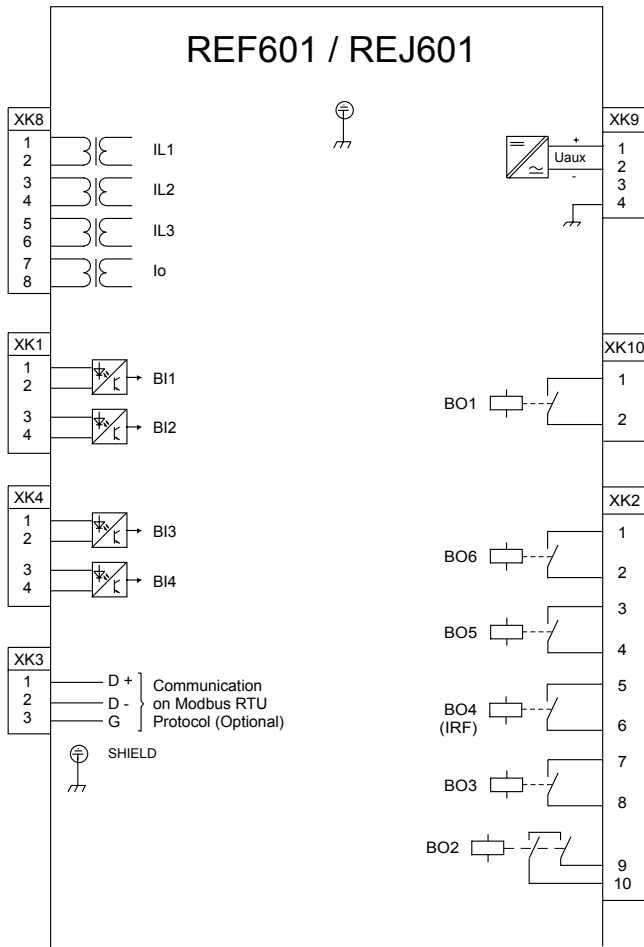 REF601 / REJ601
XK8
1
2
3
4
5
6
7
8
IL1
IL2
IL3
Io
XK1
1
2
3
4
BI1
BI2
XK4
1
2
3
4
BI3
BI4
XK3
1
2
3
D +
D -
G
Communication
on Modbus RTU
Protocol (Optional)
SHIELD
XK9
+
Uaux
-
1
2
3
4
XK10
BO1
1
2
XK2
BO6
1
2
BO5
3
4
BO4
(IRF)
5
6
BO3
7
8
BO2
9
10